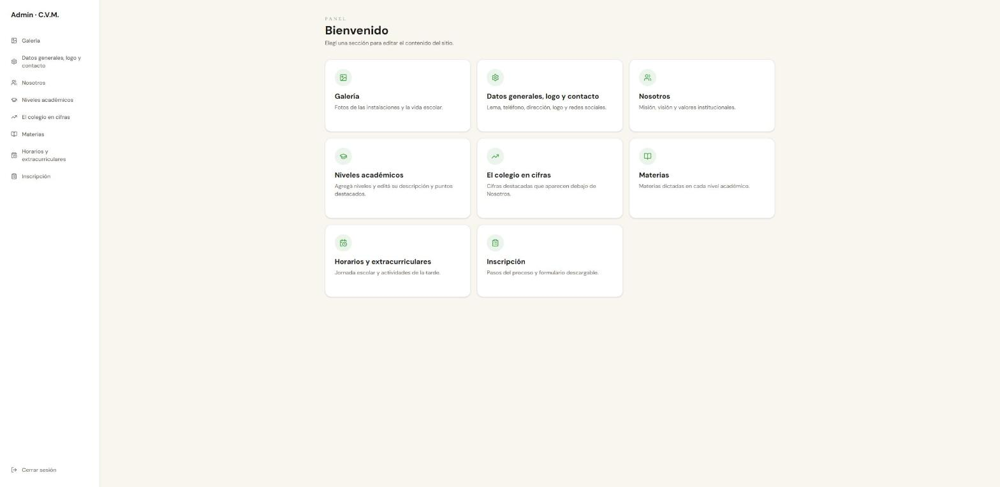 Admin · C.V.M.
Galería
Datos generales, logo y
contacto
Nosotros
Niveles académicos
El colegio en cifras
Materias
Horarios y
extracurriculares
Inscripción
Cerrar sesión
PANEL
Bienvenido
Elegí una sección para editar el contenido del sitio.
Galería
Fotos de las instalaciones y la vida escolar.
Datos generales, logo y contacto
Lema, teléfono, dirección, logo y redes sociales.
Nosotros
Misión, visión y valores institucionales.
Niveles académicos
Agregá niveles y editá su descripción y puntos
destacados.
El colegio en cifras
Cifras destacadas que aparecen debajo de
Nosotros.
Materias
Materias dictadas en cada nivel académico.
Horarios y extracurriculares
Jornada escolar y actividades de la tarde.
Inscripción
Pasos del proceso y formulario descargable.